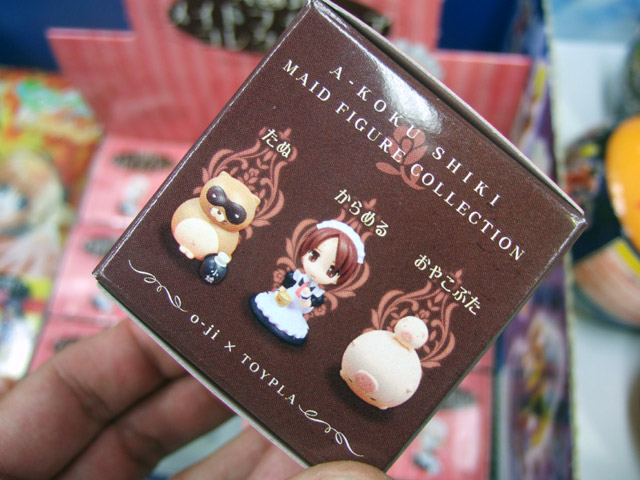 A-KOKU SHIKI
MAID FIGURE COLLECTION
たぬ
からめる
おやこぶた
o-ji × TOYPLA